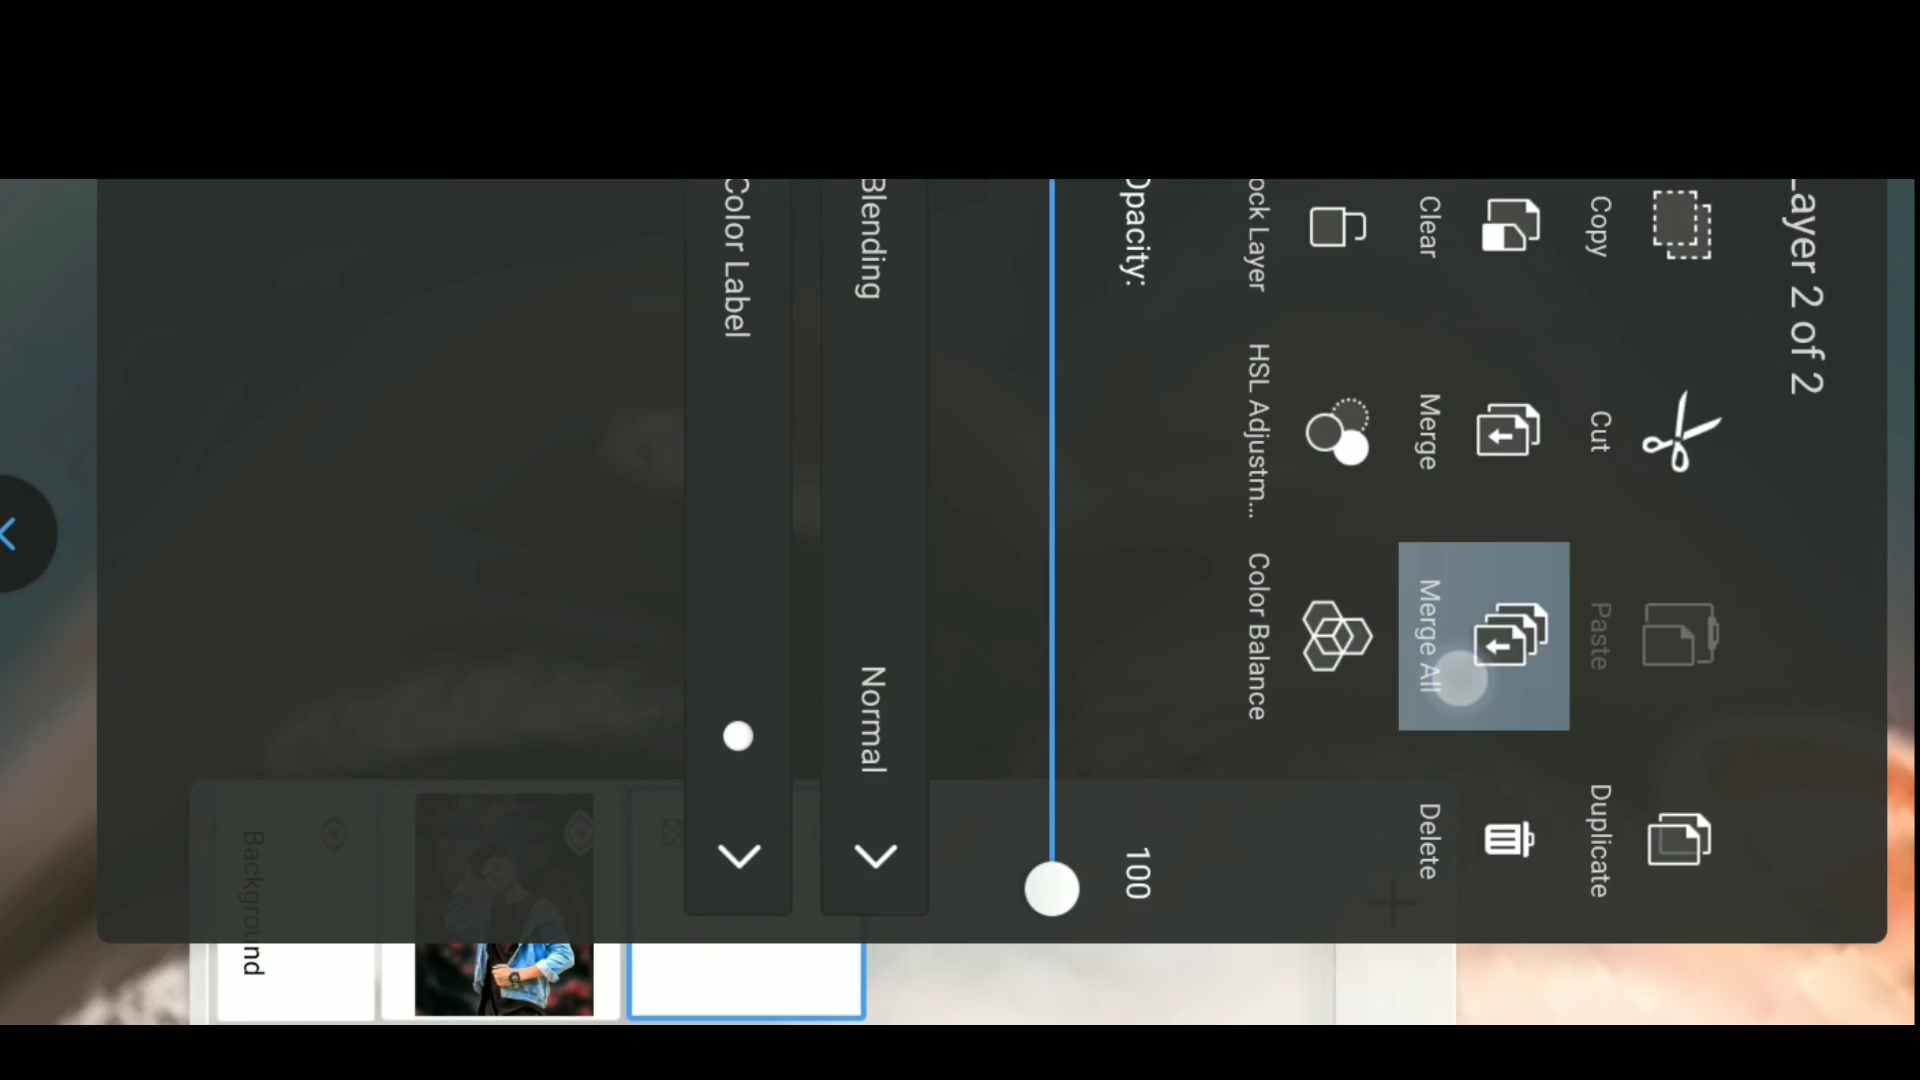 Layer 2 of 2
Copy
Cut
Paste
Duplicate
Clear
Merge
Merge All
Delete
ock Layer
HSL Adjustm...
Color Balance
Opacity:
100
Blending
Normal
Color Label
Background